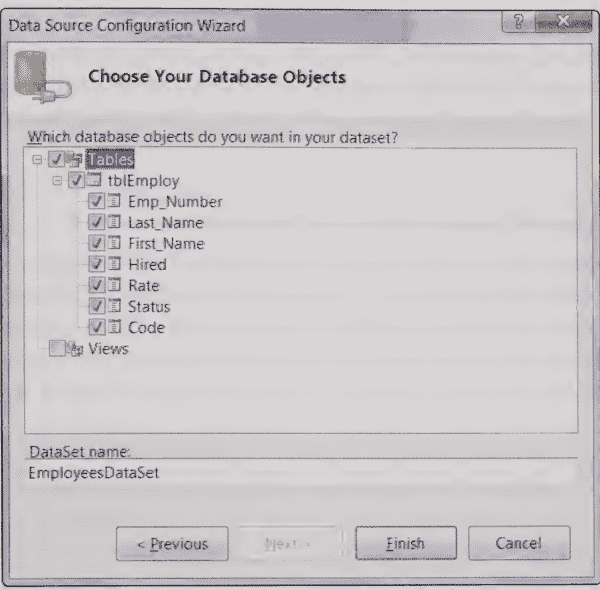 Data Source Configuration Wizard
Choose Your Database Objects
Which database objects do you want in your dataset?
Tables
tblEmploy
Emp_Number
Last_Name
First_Name
Hired
Rate
Status
Code
Views
DataSet name:
EmployeesDataSet
< Previous
Next >
Finish
Cancel